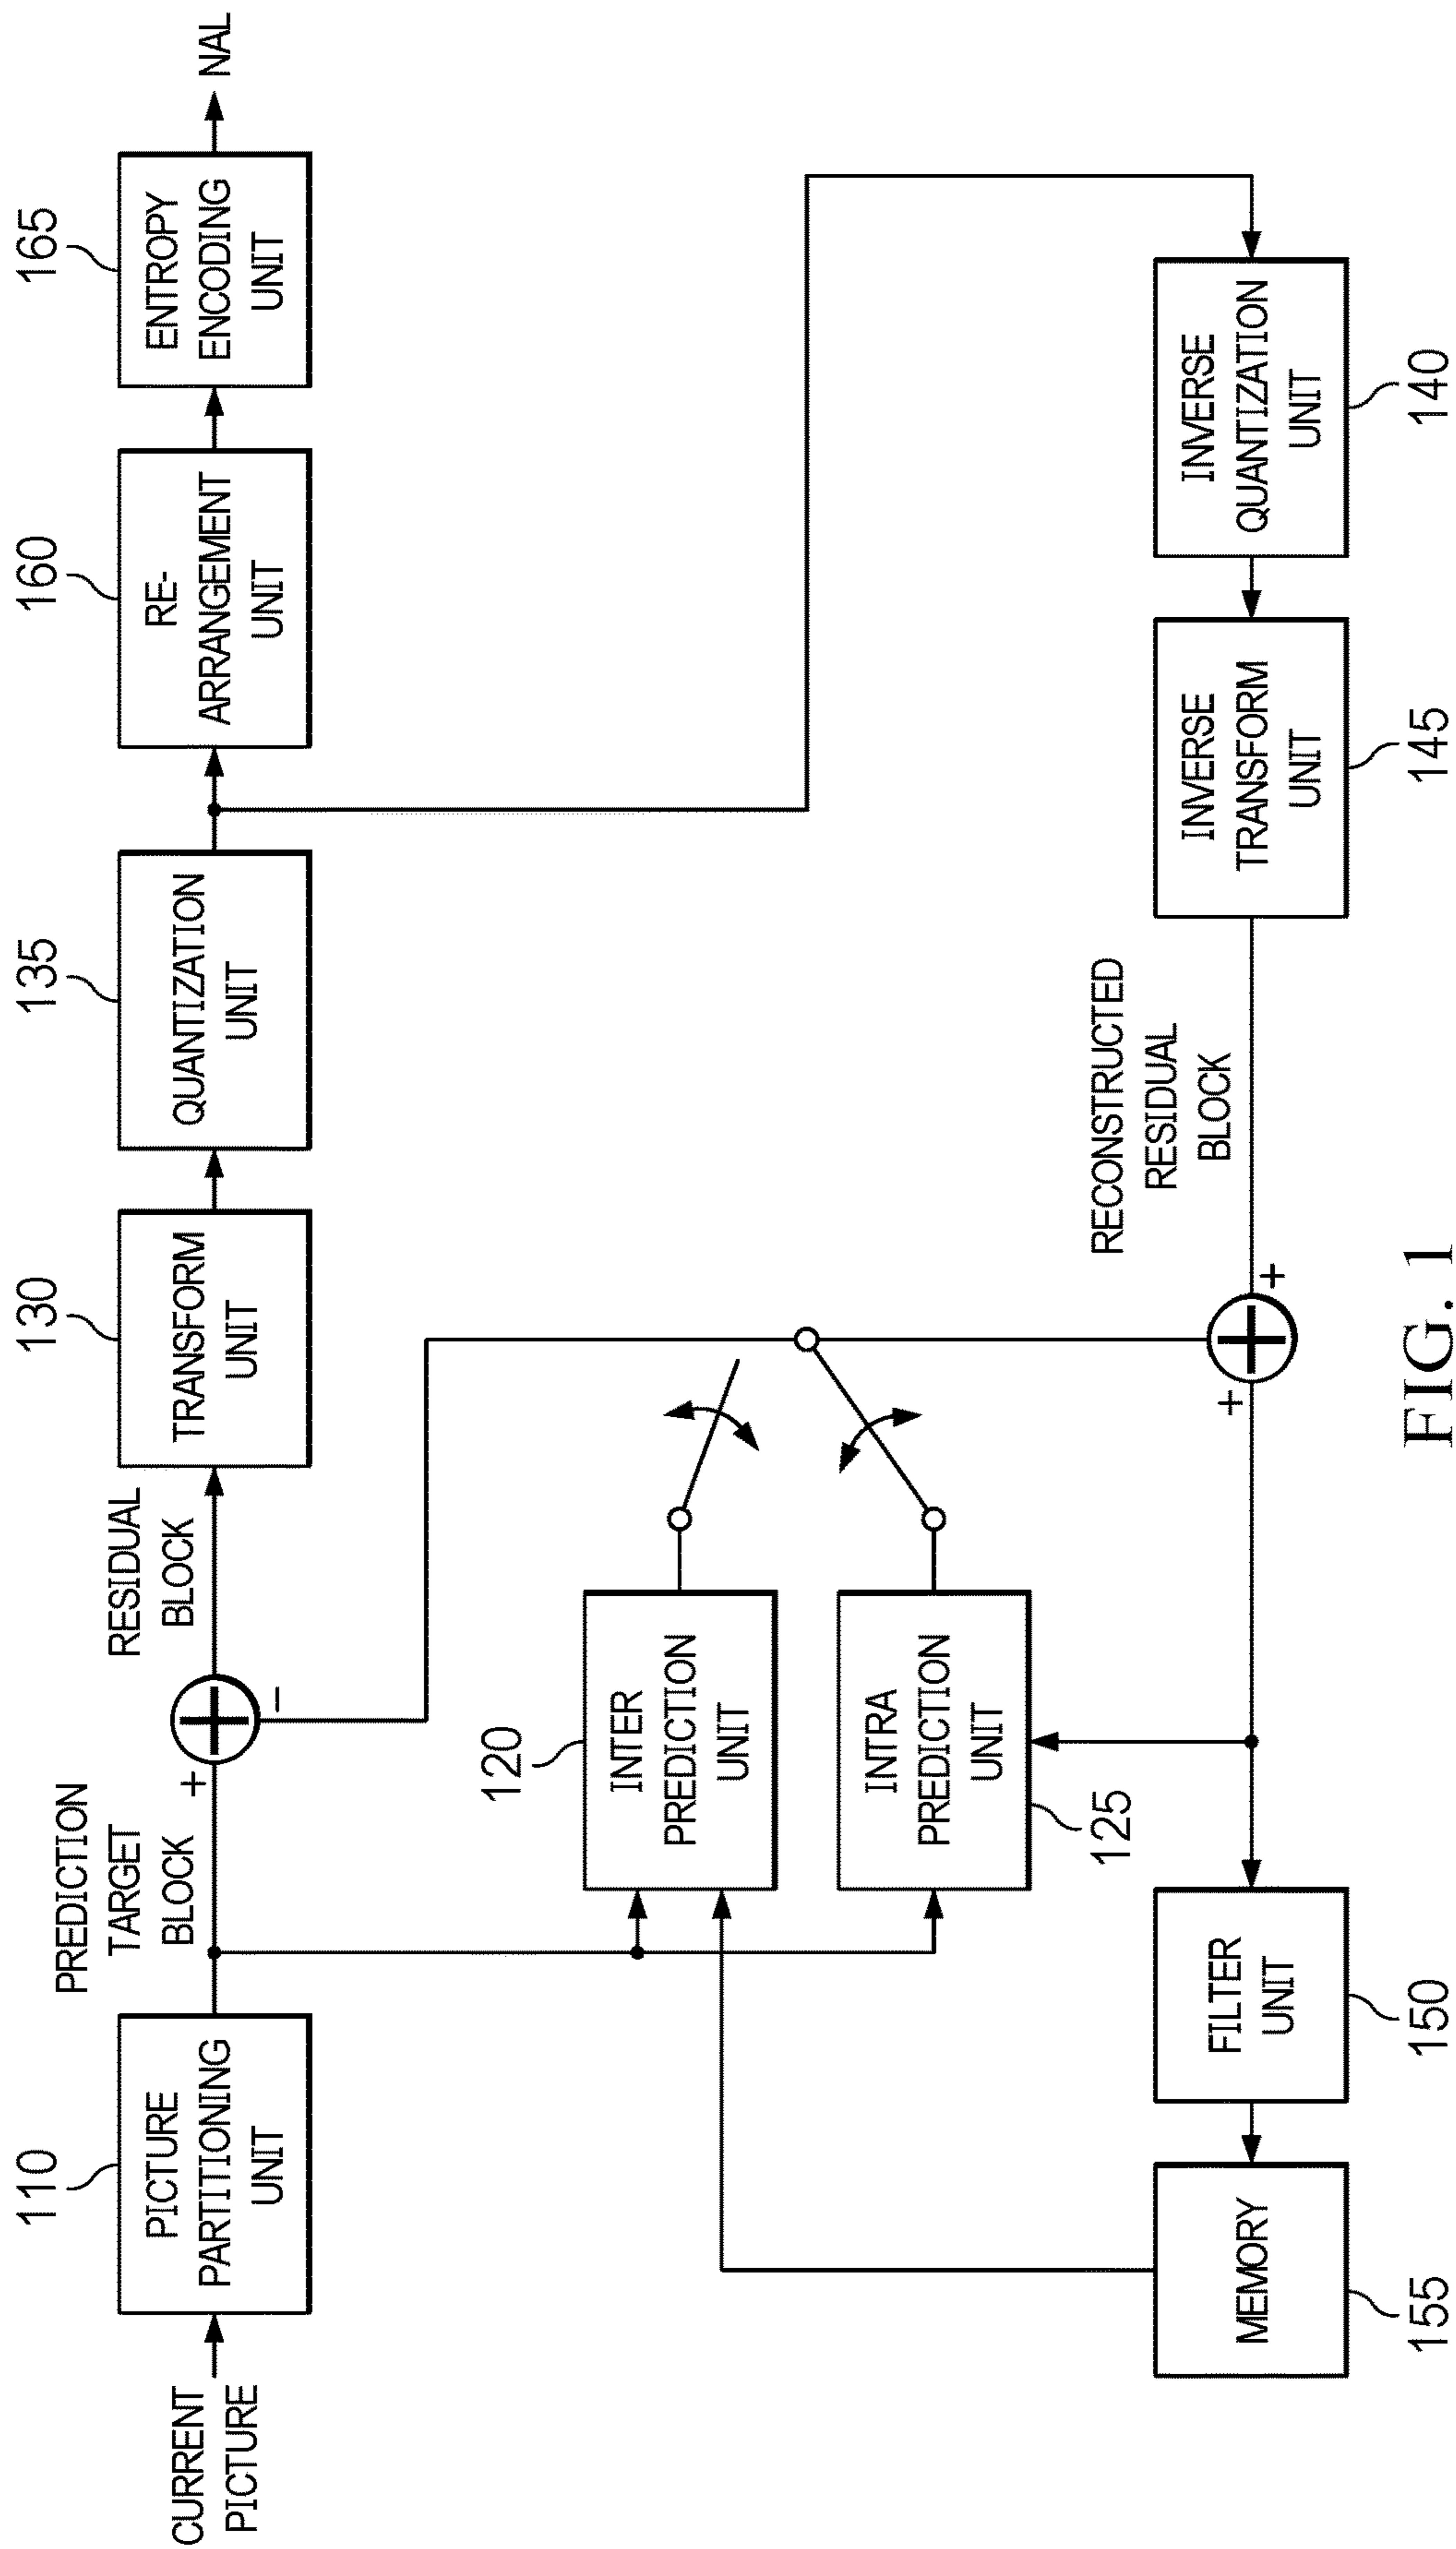 110
PICTURE
PARTITIONING
UNIT
CURRENT
PICTURE
PREDICTION
TARGET
BLOCK
+
−
RESIDUAL
BLOCK
130
TRANSFORM
UNIT
135
QUANTIZATION
UNIT
160
RE-
ARRANGEMENT
UNIT
165
ENTROPY
ENCODING
UNIT
NAL
120
INTER
PREDICTION
UNIT
INTRA
PREDICTION
UNIT
125
RECONSTRUCTED
RESIDUAL
BLOCK
+
+
MEMORY
155
FILTER
UNIT
150
INVERSE
TRANSFORM
UNIT
145
INVERSE
QUANTIZATION
UNIT
140
FIG. 1